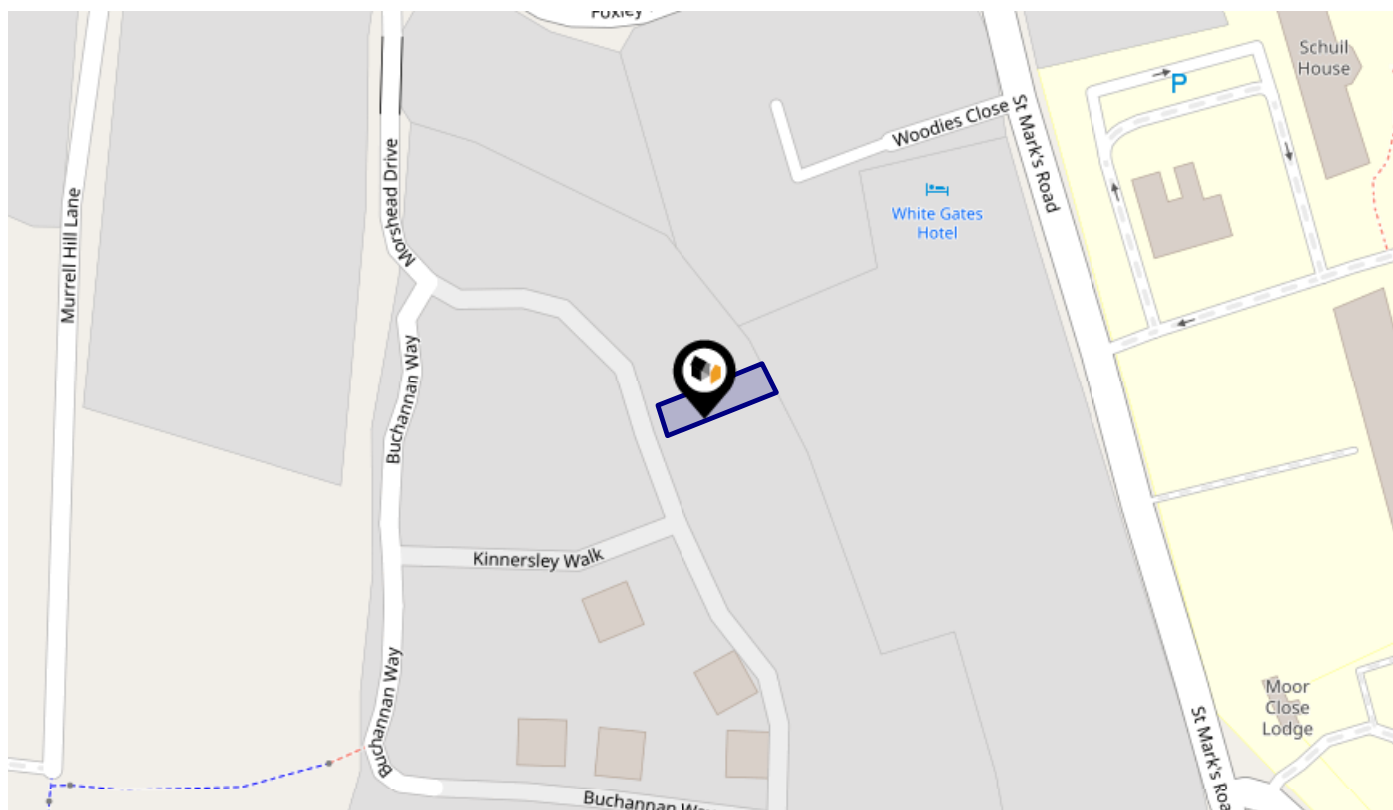 Foxley
Schuil
House
P
Woodies Close
St Mark's Road
Morshead Drive
Murrell Hill Lane
White Gates
Hotel
Buchannan Way
Kinnersley Walk
Buchannan Way
Moor
Close
Lodge
St Mark's Roa
Buchannan Wa